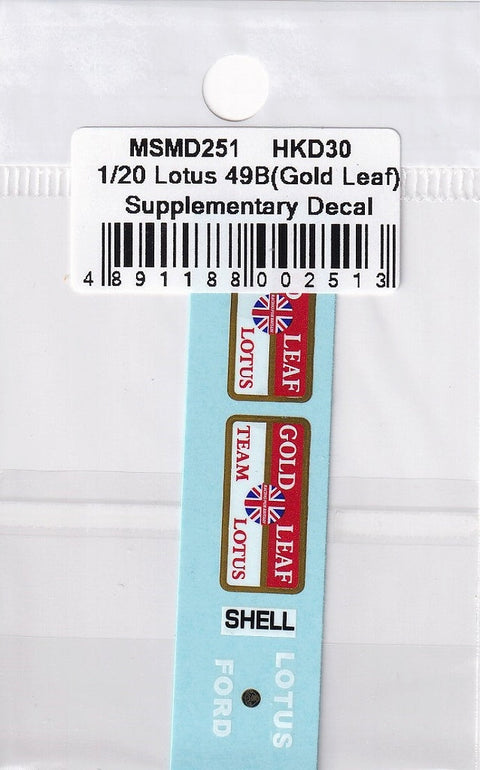 MSMD251 HKD30
1/20 Lotus 49B(Gold Leaf)
Supplementary Decal
4 891188 002513
LEAF
LOTUS
GOLD LEAF
TEAM LOTUS
SHELL
LOTUS
FORD